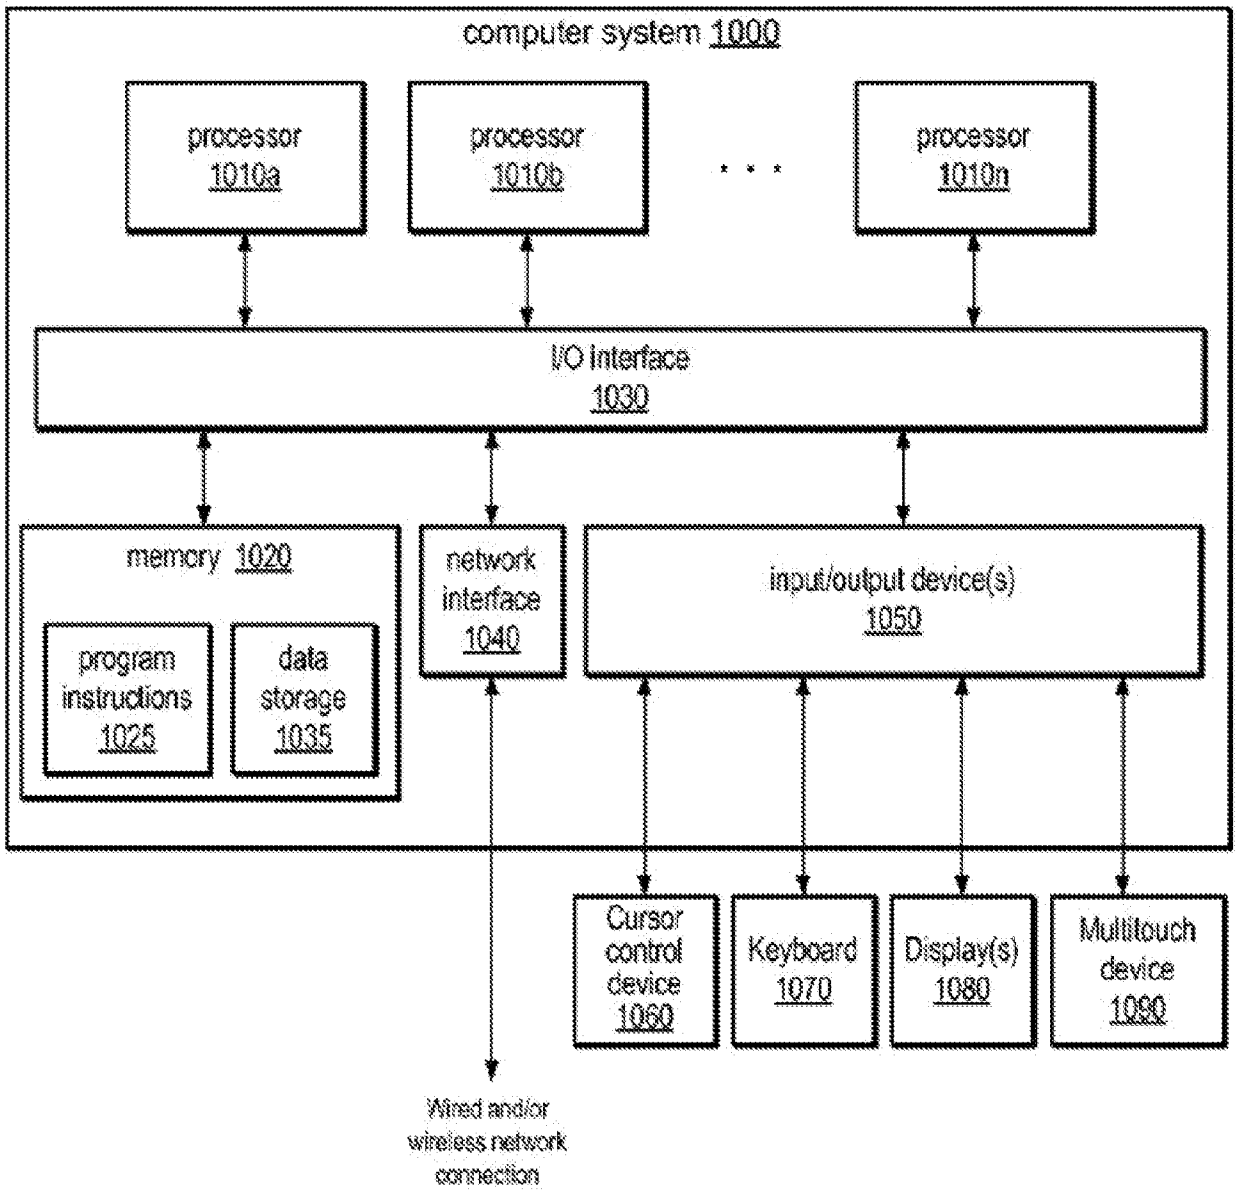 computer system 1000
processor
1010a
processor
1010b
. . .
processor
1010n
I/O Interface
1030
memory 1020
program
instructions
1025
data
storage
1035
network
interface
1040
input/output device(s)
1050
Cursor
control
device
1060
Keyboard
1070
Display(s)
1080
Multitouch
device
1090
Wired and/or
wireless network
connection